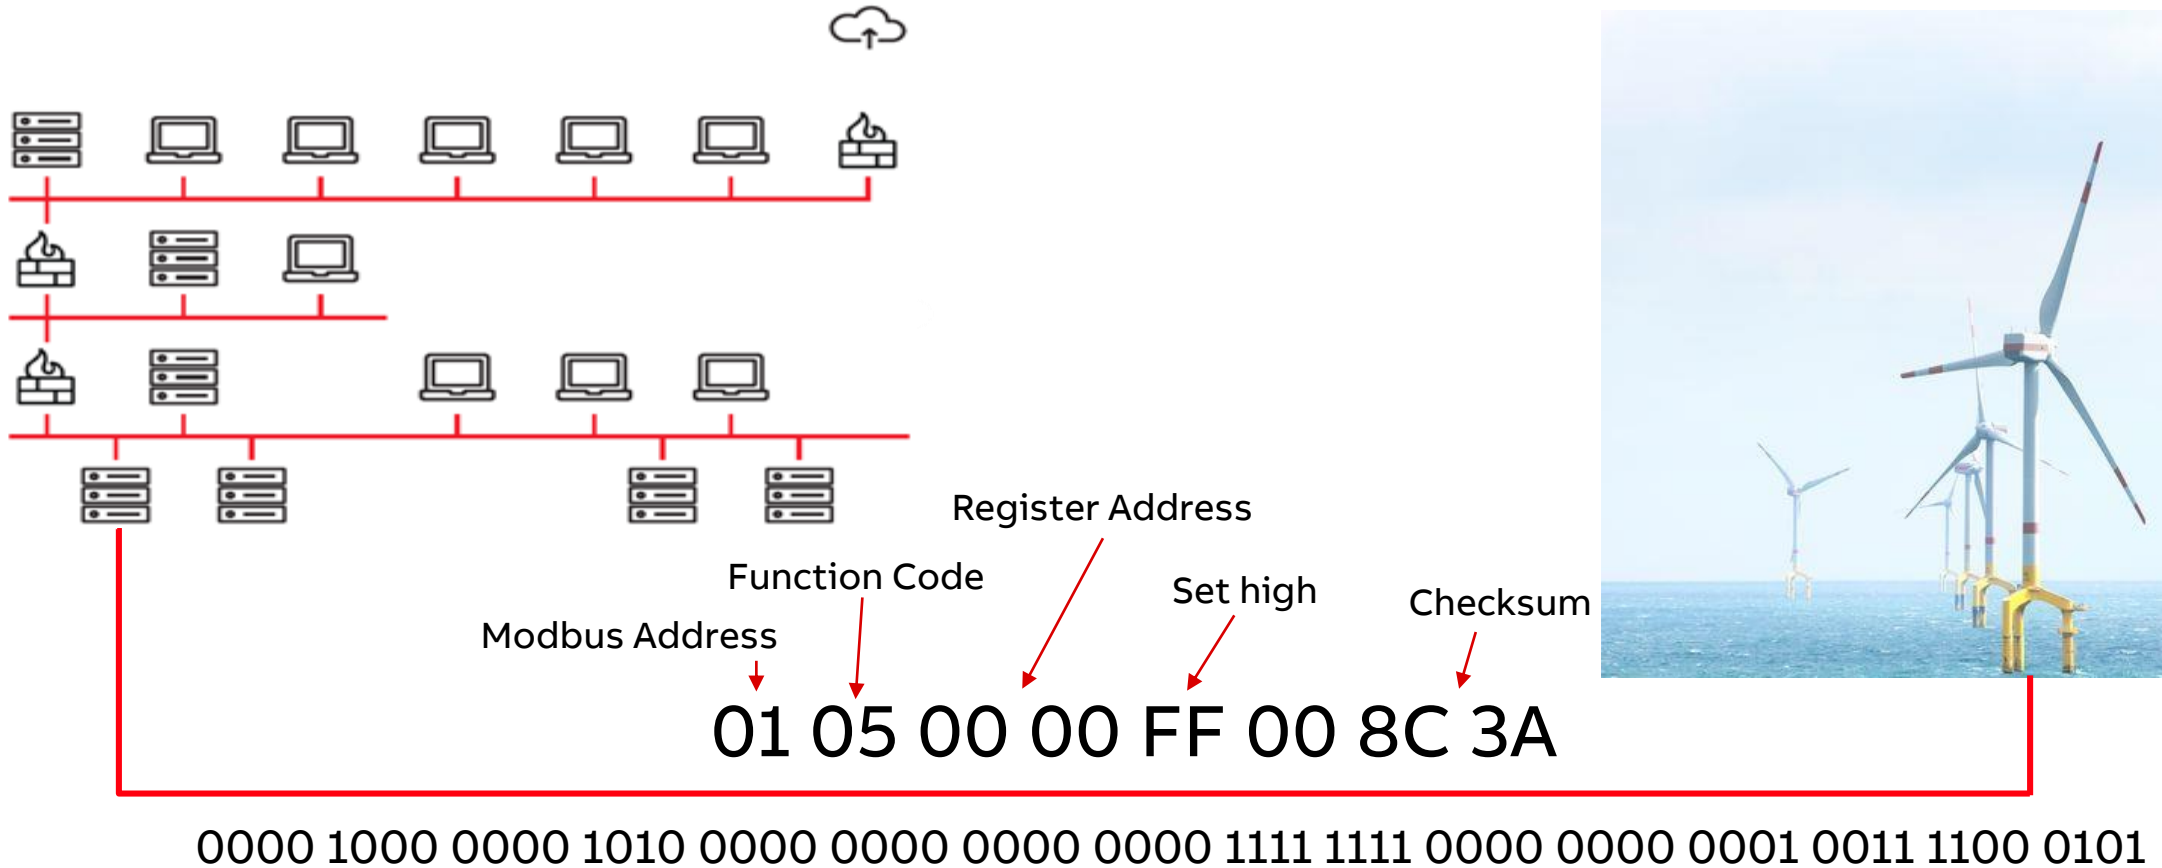 Register Address
Function Code
Set high
Checksum
Modbus Address
01 05 00 00 FF 00 8C 3A
0000 1000 0000 1010 0000 0000 0000 0000 1111 1111 0000 0000 0001 0011 1100 0101